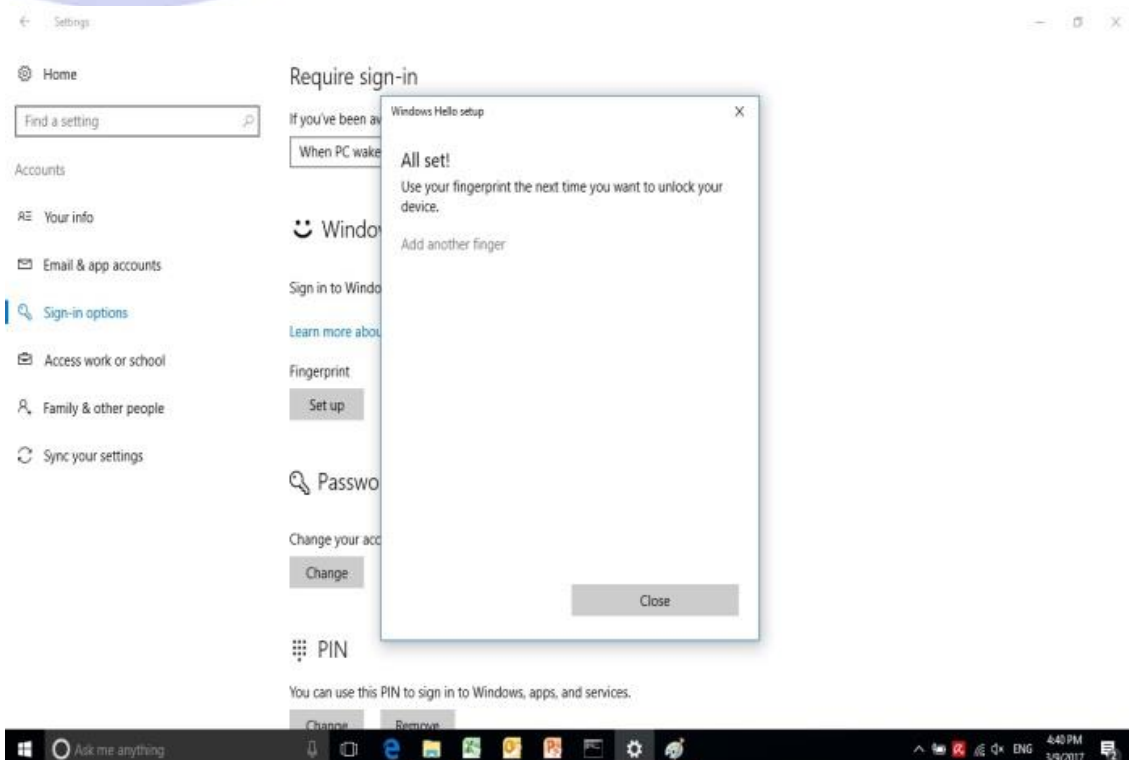 Settings
Home
Find a setting
Accounts
Your info
Email & app accounts
Sign-in options
Access work or school
Family & other people
Sync your settings
Require sign-in
If you've been
When PC wake
Windo
Sign in to Windo
Learn more abou
Fingerprint
Set up
Passwo
Change your acc
Change
PIN
You can use this PIN to sign in to Windows, apps, and services.
Change Remove
Windows Hello setup
All set!
Use your fingerprint the next time you want to unlock your
device.
Add another finger
Close
Ask me anything
ENG
4:40 PM
3/9/2017